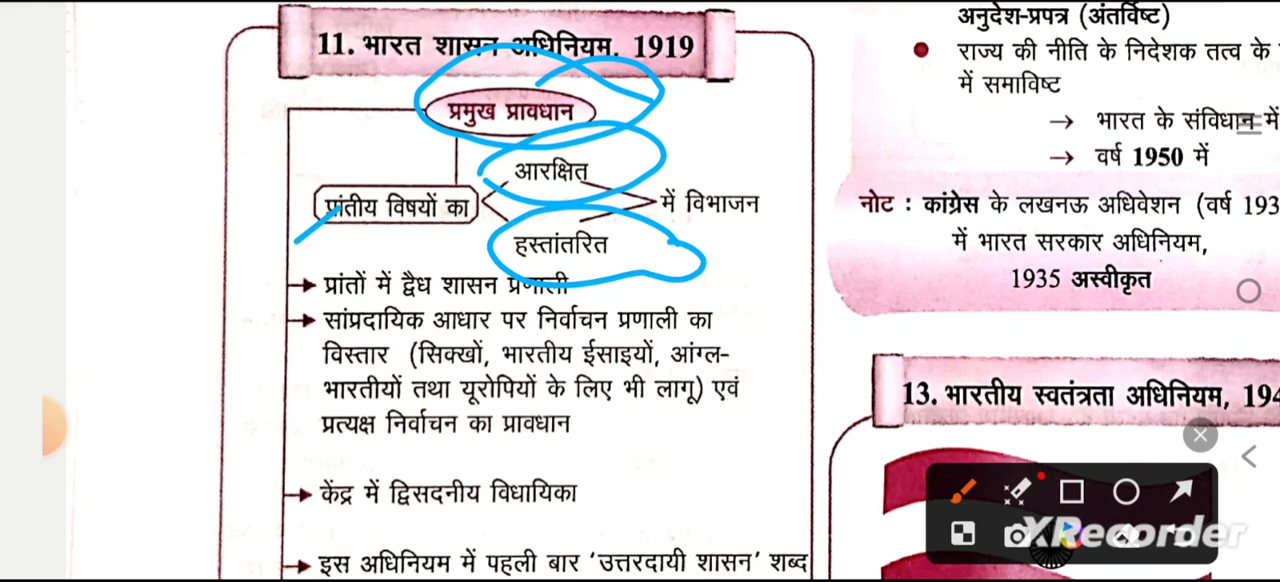 11. भारत शासन अधिनियम, 1919
प्रमुख प्रावधान
आरक्षित
प्रांतीय विषयों का
में विभाजन
हस्तांतरित
प्रांतों में द्वैध शासन प्रणाली
सांप्रदायिक आधार पर निर्वाचन प्रणाली का
विस्तार (सिक्खों, भारतीय ईसाइयों, आंग्ल-
भारतीयों तथा यूरोपियों के लिए भी लागू) एवं
प्रत्यक्ष निर्वाचन का प्रावधान
केंद्र में द्विसदनीय विधायिका
इस अधिनियम में पहली बार 'उत्तरदायी शासन' शब्द
अनुदेश-प्रपत्र (अंतर्विष्ट)
राज्य की नीति के निदेशक तत्व के
में समाविष्ट
→ भारत के संविधान में
→ वर्ष 1950 में
नोट : कांग्रेस के लखनऊ अधिवेशन (वर्ष 193
में भारत सरकार अधिनियम,
1935 अस्वीकृत
13. भारतीय स्वतंत्रता अधिनियम, 194
XRecorder